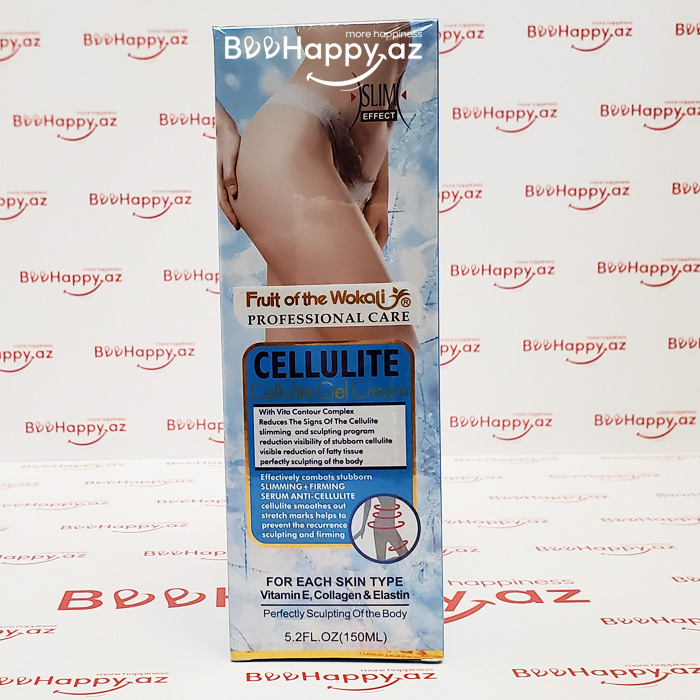 more happiness
BeeHappy.az
SLIM
EFFECT
Fruit of the Wokali ®
PROFESSIONAL CARE
CELLULITE
Cellulite Gel Cream
With Vita Contour Complex
Reduces The Signs Of The Cellulite
slimming and sculpting program
reduction visibility of stubborn cellulite
visible reduction of fatty tissue
perfectly sculpting of the body
Effectively combats stubborn
SLIMMING+FIRMING
SERUM ANTI-CELLULITE
cellulite smoothes out
stretch marks helps to
prevent the recurrence
sculpting and firming
FOR EACH SKIN TYPE
Vitamin E, Collagen & Elastin
Perfectly Sculpting Of the Body
5.2FL.OZ(150ML)